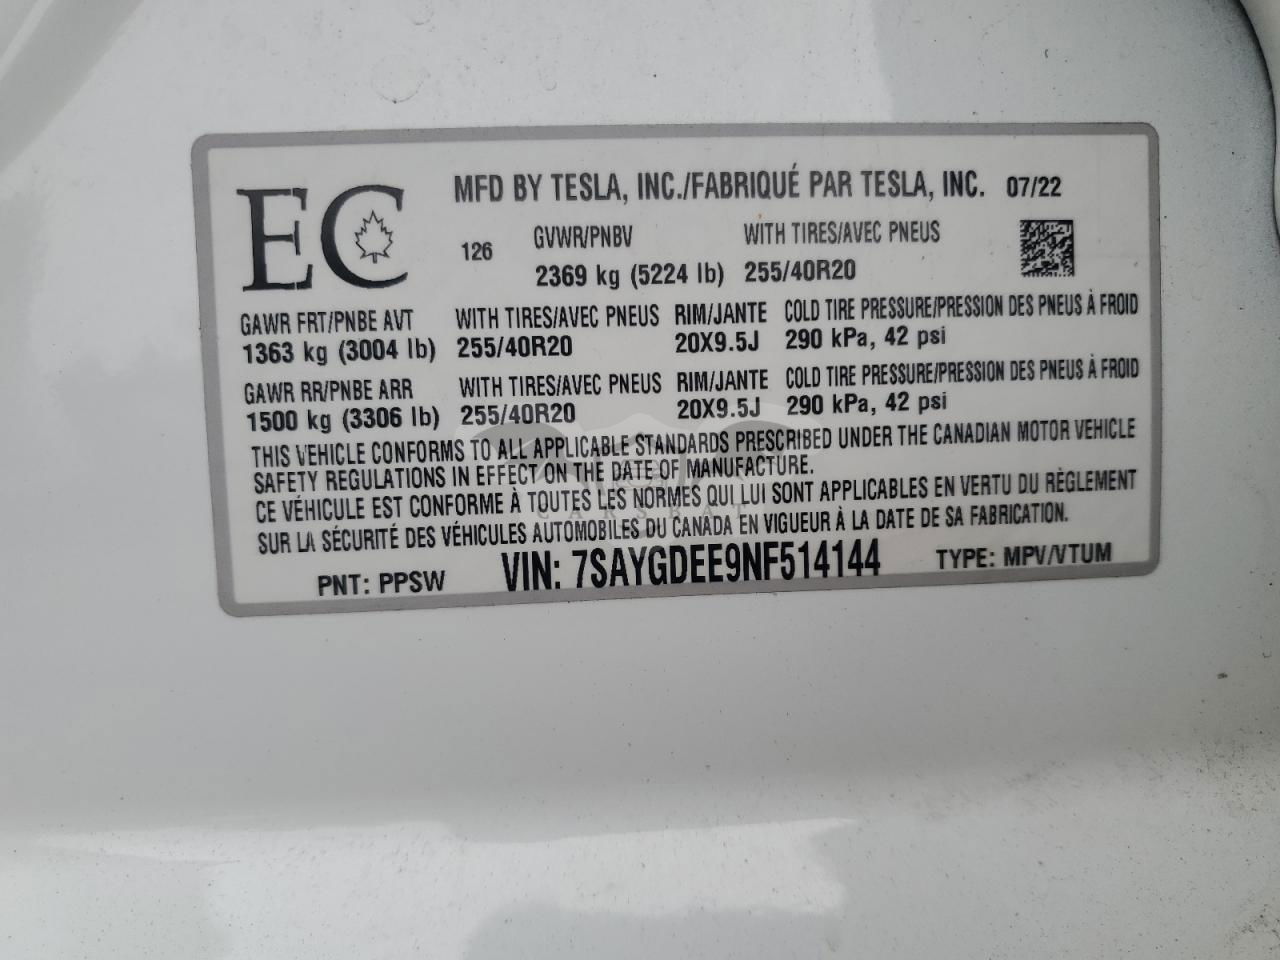 EC MFD BY TESLA, INC./FABRIQUÉ PAR TESLA, INC. 07/22
126 GVWR/PNBV WITH TIRES/AVEC PNEUS
2369 kg (5224 lb) 255/40R20
GAWR FRT/PNBE AVT WITH TIRES/AVEC PNEUS RIM/JANTE COLD TIRE PRESSURE/PRESSION DES PNEUS À FROID
1363 kg (3004 lb) 255/40R20 20X9.5J 290 kPa, 42 psi
GAWR RR/PNBE ARR WITH TIRES/AVEC PNEUS RIM/JANTE COLD TIRE PRESSURE/PRESSION DES PNEUS À FROID
1500 kg (3306 lb) 255/40R20 20X9.5J 290 kPa, 42 psi
THIS VEHICLE CONFORMS TO ALL APPLICABLE STANDARDS PRESCRIBED UNDER THE CANADIAN MOTOR VEHICLE
SAFETY REGULATIONS IN EFFECT ON THE DATE OF MANUFACTURE.
CE VÉHICULE EST CONFORME À TOUTES LES NORMES QUI LUI SONT APPLICABLES EN VERTU DU RÈGLEMENT
SUR LA SÉCURITÉ DES VÉHICULES AUTOMOBILES DU CANADA EN VIGUEUR À LA DATE DE SA FABRICATION.
PNT: PPSW VIN: 7SAYGDEE9NF514144 TYPE: MPV/VTUM
CARSBAT